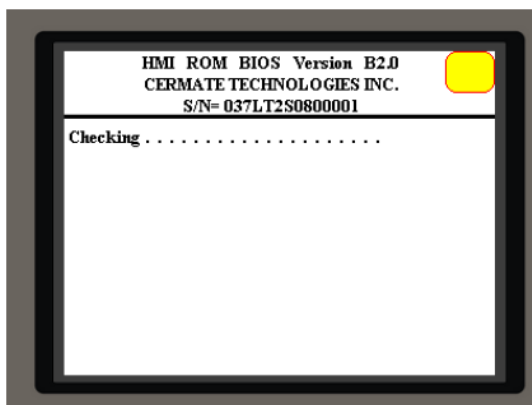 HMI ROM BIOS Version B2.0
CERMATE TECHNOLOGIES INC.
S/N= 037LT2S0800001
Checking . . . . . . . . . . . . . . . . . . . .